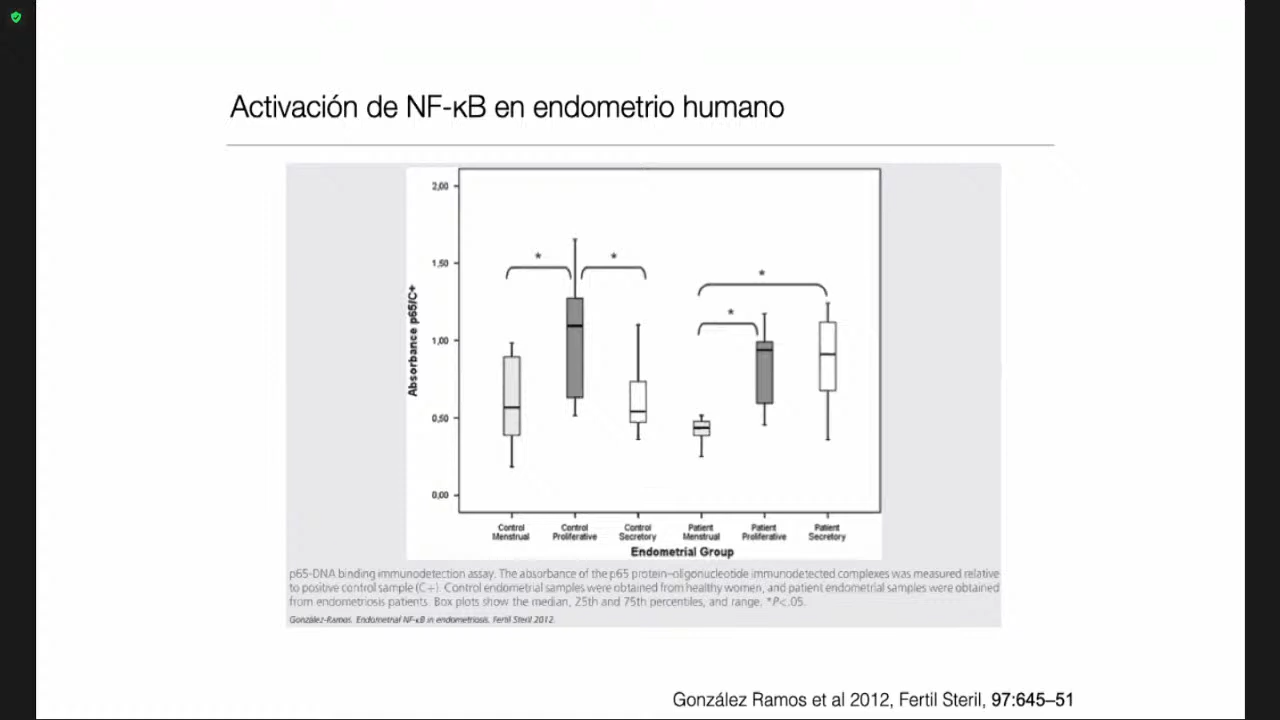 Activación de NF-κB en endometrio humano
2,00
1,50
1,00
0,50
0,00
Absorbance p65/C+
*
*
*
*
Control Menstrual
Control Proliferative
Control Secretory
Patient Menstrual
Patient Proliferative
Patient Secretory
Endometrial Group
p65-DNA binding immunodetection assay. The absorbance of the p65 protein–oligonucleotide immunodetected complexes was measured relative
to positive control sample (C+). Control endometrial samples were obtained from healthy women, and patient endometrial samples were obtained
from endometriosis patients. Box plots show the median, 25th and 75th percentiles, and range. *P<.05.
González-Ramos. Endometrial NF-κB in endometriosis. Fertil Steril 2012.
González Ramos et al 2012, Fertil Steril, 97:645–51